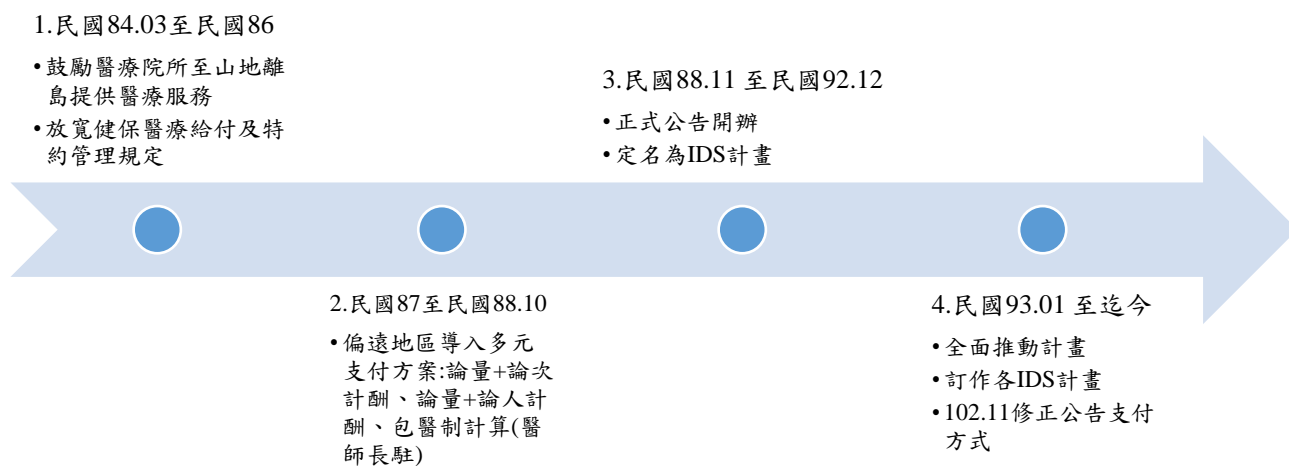 1.民國84.03至民國86
•鼓勵醫療院所至山地離
島提供醫療服務
•放寬健保醫療給付及特
約管理規定
2.民國87至民國88.10
•偏遠地區導入多元
支付方案:論量+論次
計酬、論量+論人計
酬、包醫制計算(醫
師長駐)
3.民國88.11 至民國92.12
•正式公告開辦
•定名為IDS計畫
4.民國93.01 至迄今
•全面推動計畫
•訂作各IDS計畫
•102.11修正公告支付
方式